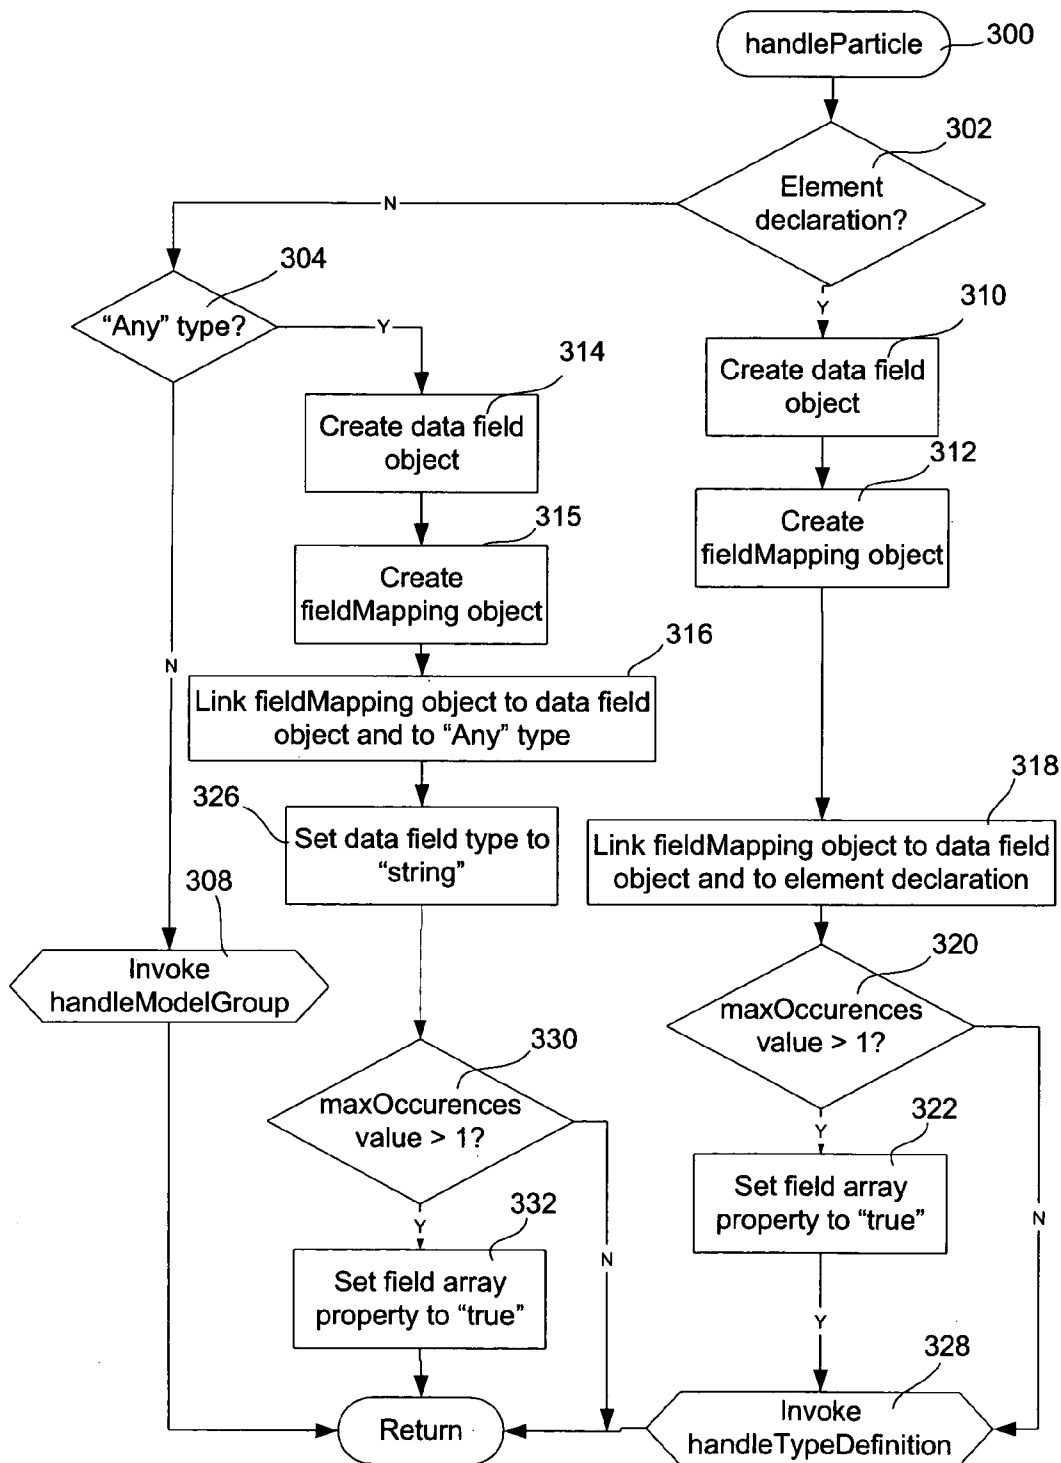 handleParticle
300
302
Element
declaration?
N
304
"Any" type?
Y
Y
310
Create data field
object
314
Create data field
object
312
Create
fieldMapping object
315
Create
fieldMapping object
N
316
Link fieldMapping object to data field
object and to "Any" type
318
Link fieldMapping object to data field
object and to element declaration
326
Set data field type to
"string"
308
Invoke
handleModelGroup
320
maxOccurences
value > 1?
330
maxOccurences
value > 1?
Y
322
Set field array
property to "true"
N
Y
332
Set field array
property to "true"
N
Y
328
Invoke
handleTypeDefinition
Return